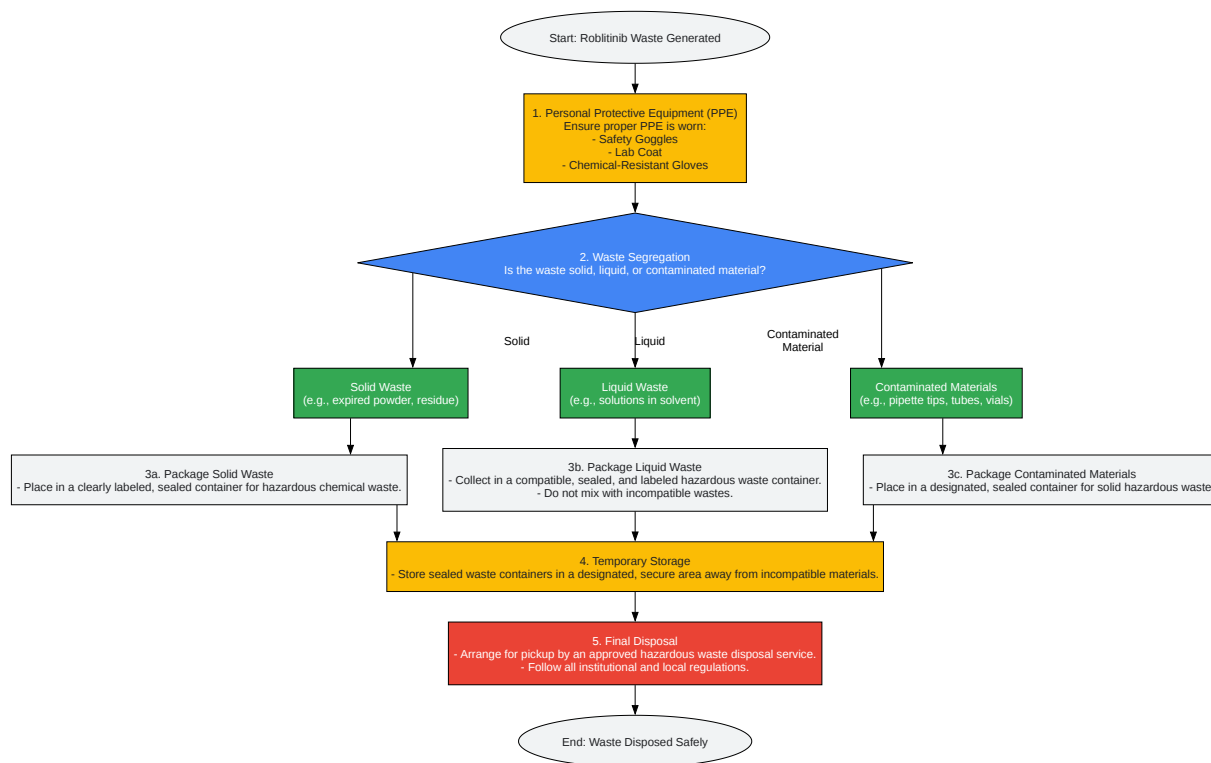 Start: Roblitinib Waste Generated
1. Personal Protective Equipment (PPE)
Ensure proper PPE is worn:
- Safety Goggles
- Lab Coat
- Chemical-Resistant Gloves
2. Waste Segregation
Is the waste solid, liquid, or contaminated material?
Solid
Liquid
Contaminated
Material
Solid Waste
(e.g., expired powder, residue)
Liquid Waste
(e.g., solutions in solvent)
Contaminated Materials
(e.g., pipette tips, tubes, vials)
3a. Package Solid Waste
- Place in a clearly labeled, sealed container for hazardous chemical waste.
3b. Package Liquid Waste
- Collect in a compatible, sealed, and labeled hazardous waste container.
- Do not mix with incompatible wastes.
3c. Package Contaminated Materials
- Place in a designated, sealed container for solid hazardous waste
4. Temporary Storage
- Store sealed waste containers in a designated, secure area away from incompatible materials.
5. Final Disposal
- Arrange for pickup by an approved hazardous waste disposal service.
- Follow all institutional and local regulations.
End: Waste Disposed Safely